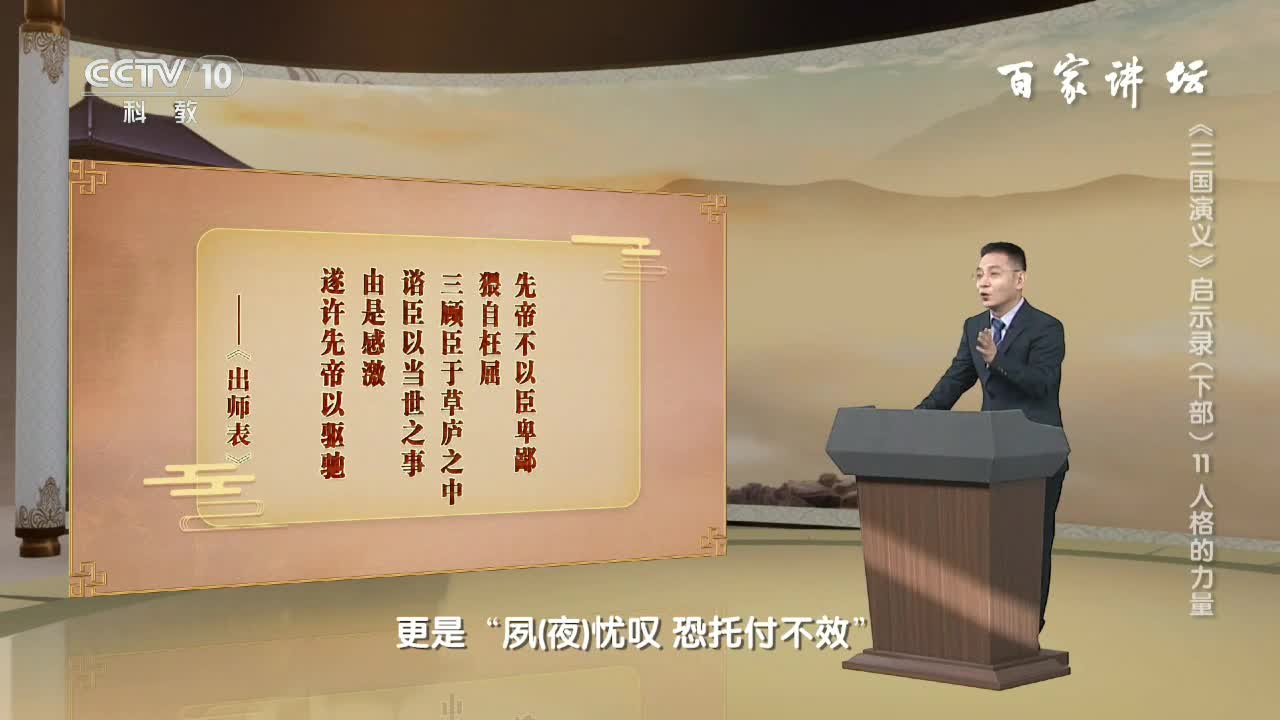 CCTV 10
科教
百家讲坛
《三国演义》启示录(下部) 11 人格的力量
先帝不以臣卑鄙
猥自枉屈
三顾臣于草庐之中
谘臣以当世之事
由是感激
遂许先帝以驱驰
——《出师表》
更是“夙(夜)忧叹 恐托付不效”